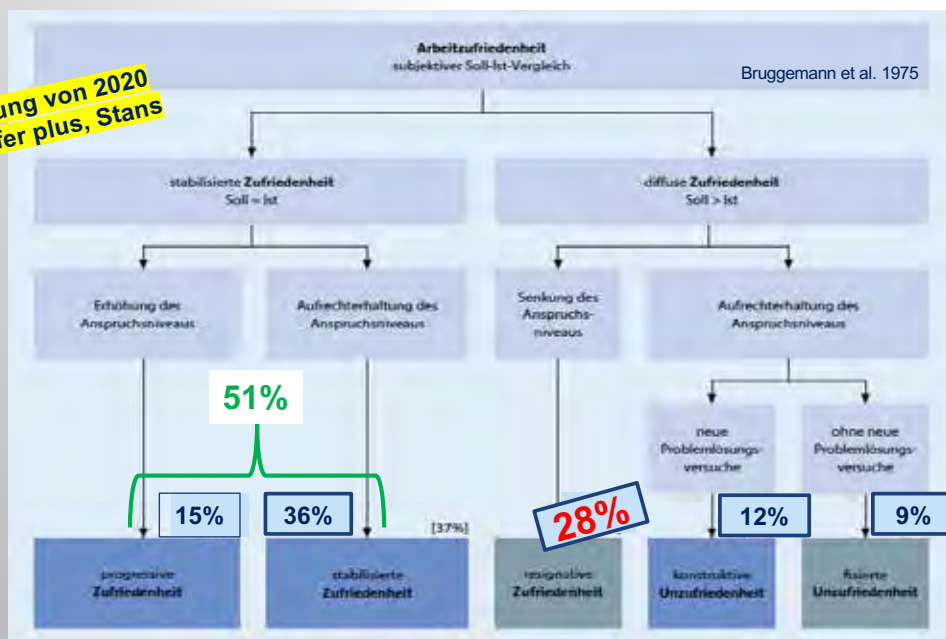 Arbeitzufriedenheit
subjektiver Soll-Ist-Vergleich
Bruggemann et al. 1975
von 2020
plus, Stans
stabilisierte Zufriedenheit
Soll = Ist
diffuse Zufriedenheit
Soll > Ist
Erhöhung des
Anspruchsniveaus
Aufrechterhaltung des
Anspruchsniveaus
Senkung des
Anspruchs-
niveaus
Aufrechterhaltung des
Anspruchsniveaus
51%
neue
Problemlösungs-
versuche
ohne neue
Problemlösungs-
versuche
15%
36%
28%
12%
9%
[37%]
progressive
Zufriedenheit
stabilisierte
Zufriedenheit
resignative
Zufriedenheit
konstruktive
Unzufriedenheit
fixierte
Unzufriedenheit